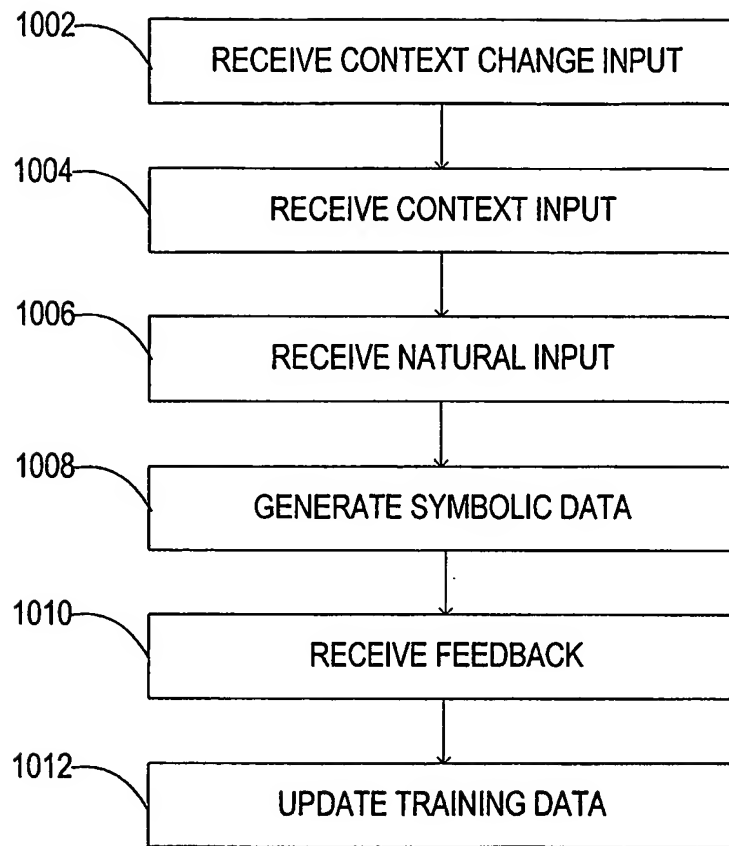 1002
RECEIVE CONTEXT CHANGE INPUT
1004
RECEIVE CONTEXT INPUT
1006
RECEIVE NATURAL INPUT
1008
GENERATE SYMBOLIC DATA
1010
RECEIVE FEEDBACK
1012
UPDATE TRAINING DATA